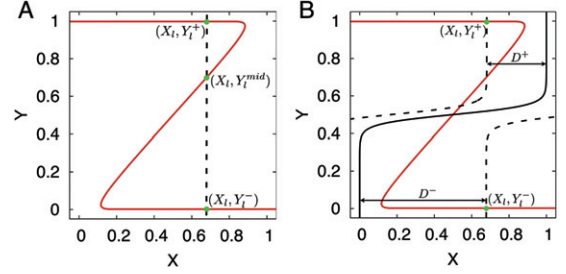 A
B
(X_l, Y_l^+)
(X_l, Y_l^{mid})
(X_l, Y_l^-)
Y
1
0.8
0.6
0.4
0.2
0
0 0.2 0.4 0.6 0.8 1
X
(X_l, Y_l^+)
D^+
D^-
(X_l, Y_l^-)
Y
1
0.8
0.6
0.4
0.2
0
0 0.2 0.4 0.6 0.8 1
X